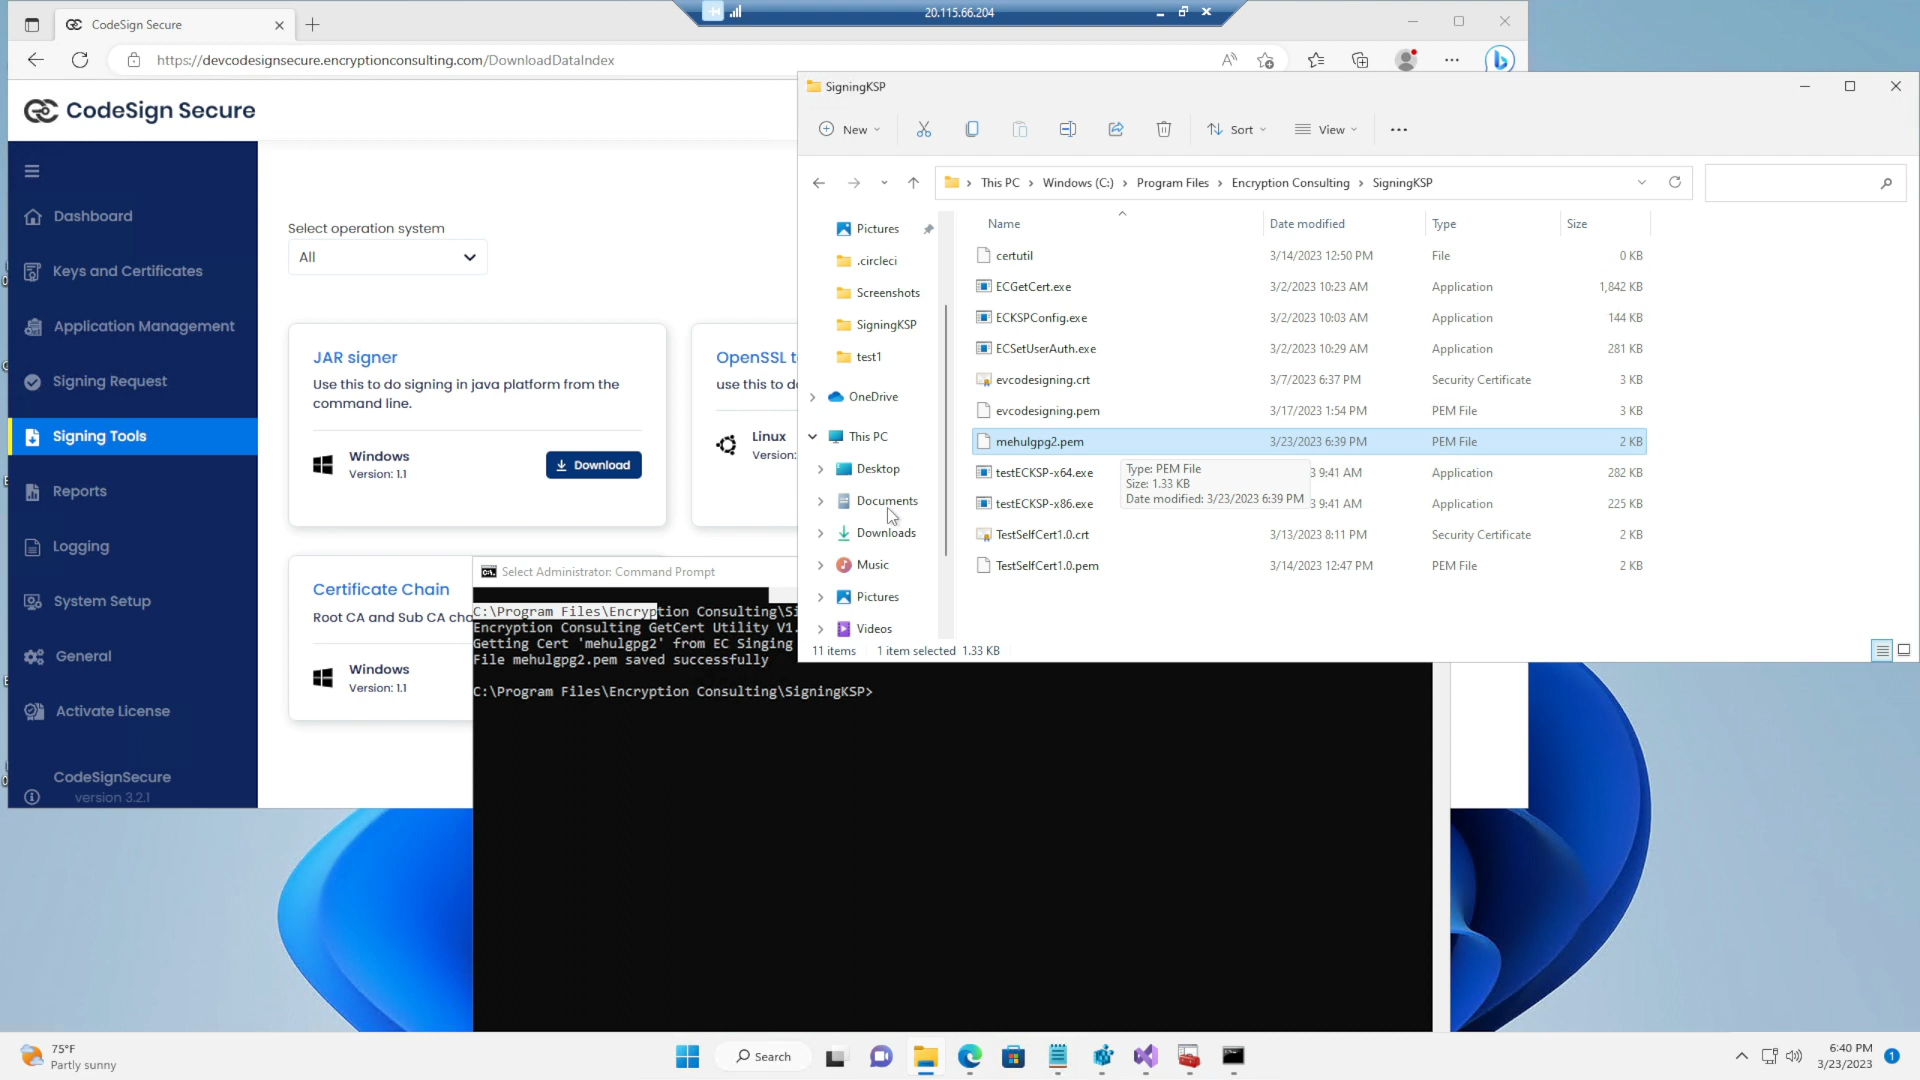 20.115.66.204
CodeSign Secure
https://devcodesignsecure.encryptionconsulting.com/DownloadDataIndex
CodeSign Secure
Dashboard
Keys and Certificates
Application Management
Signing Request
Signing Tools
Reports
Logging
System Setup
General
Activate License
CodeSignSecure
version 3.2.1
Select operation system
All
JAR signer
Use this to do signing in java platform from the
command line.
Windows
Version: 1.1
Download
OpenSSL t
use this to d
Linux
Version:
Certificate Chain
Root CA and Sub CA cha
Windows
Version: 1.1
Select Administrator: Command Prompt
C:\Program Files\Encryption Consulting\Si
Encryption Consulting GetCert Utility V1.
Getting Cert 'mehulgpg2' from EC Singing
File mehulgpg2.pem saved successfully
C:\Program Files\Encryption Consulting\SigningKSP>
SigningKSP
New
Sort
View
This PC > Windows (C:) > Program Files > Encryption Consulting > SigningKSP
Pictures
.circleci
Screenshots
SigningKSP
test1
OneDrive
This PC
Desktop
Documents
Downloads
Music
Pictures
Videos
Name Date modified Type Size
certutil 3/14/2023 12:50 PM File 0 KB
ECGetCert.exe 3/2/2023 10:23 AM Application 1,842 KB
ECKSPConfig.exe 3/2/2023 10:03 AM Application 144 KB
ECSetUserAuth.exe 3/2/2023 10:29 AM Application 281 KB
evcodesigning.crt 3/7/2023 6:37 PM Security Certificate 3 KB
evcodesigning.pem 3/17/2023 1:54 PM PEM File 3 KB
mehulgpg2.pem 3/23/2023 6:39 PM PEM File 2 KB
testECKSP-x64.exe 3 9:41 AM Application 282 KB
testECKSP-x86.exe 3 9:41 AM Application 225 KB
TestSelfCert1.0.crt 3/13/2023 8:11 PM Security Certificate 2 KB
TestSelfCert1.0.pem 3/14/2023 12:47 PM PEM File 2 KB
Type: PEM File
Size: 1.33 KB
Date modified: 3/23/2023 6:39 PM
11 items 1 item selected 1.33 KB
75°F
Partly sunny
Search
6:40 PM
3/23/2023
1